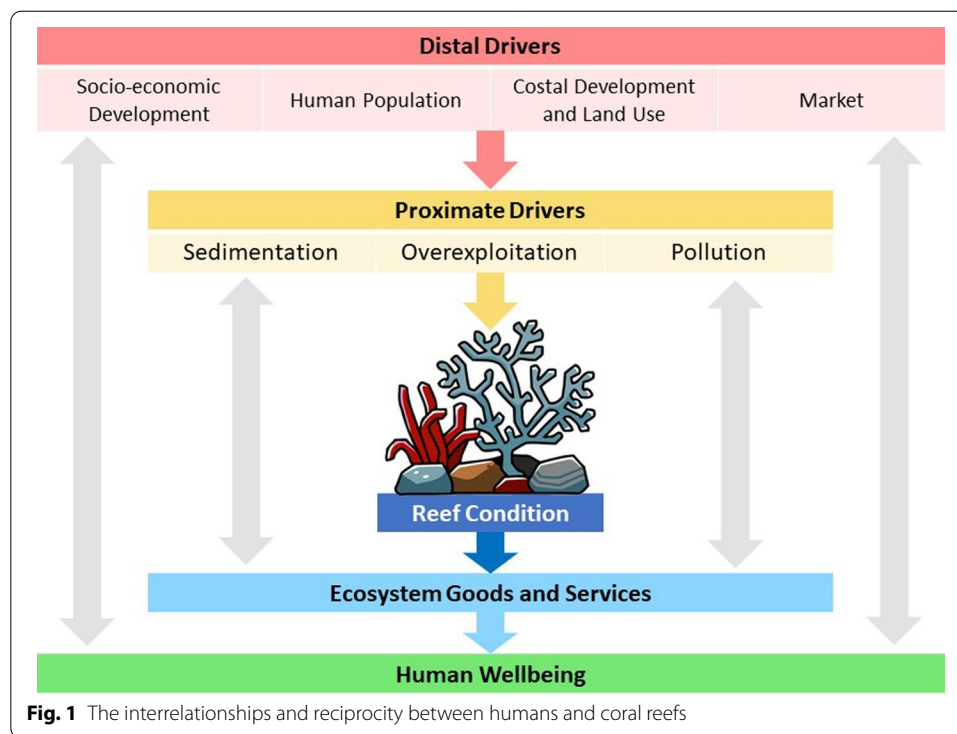 Distal Drivers
Socio-economic
Development
Human Population
Costal Development
and Land Use
Market
Proximate Drivers
Sedimentation
Overexploitation
Pollution
Reef Condition
Ecosystem Goods and Services
Human Wellbeing
Fig. 1 The interrelationships and reciprocity between humans and coral reefs